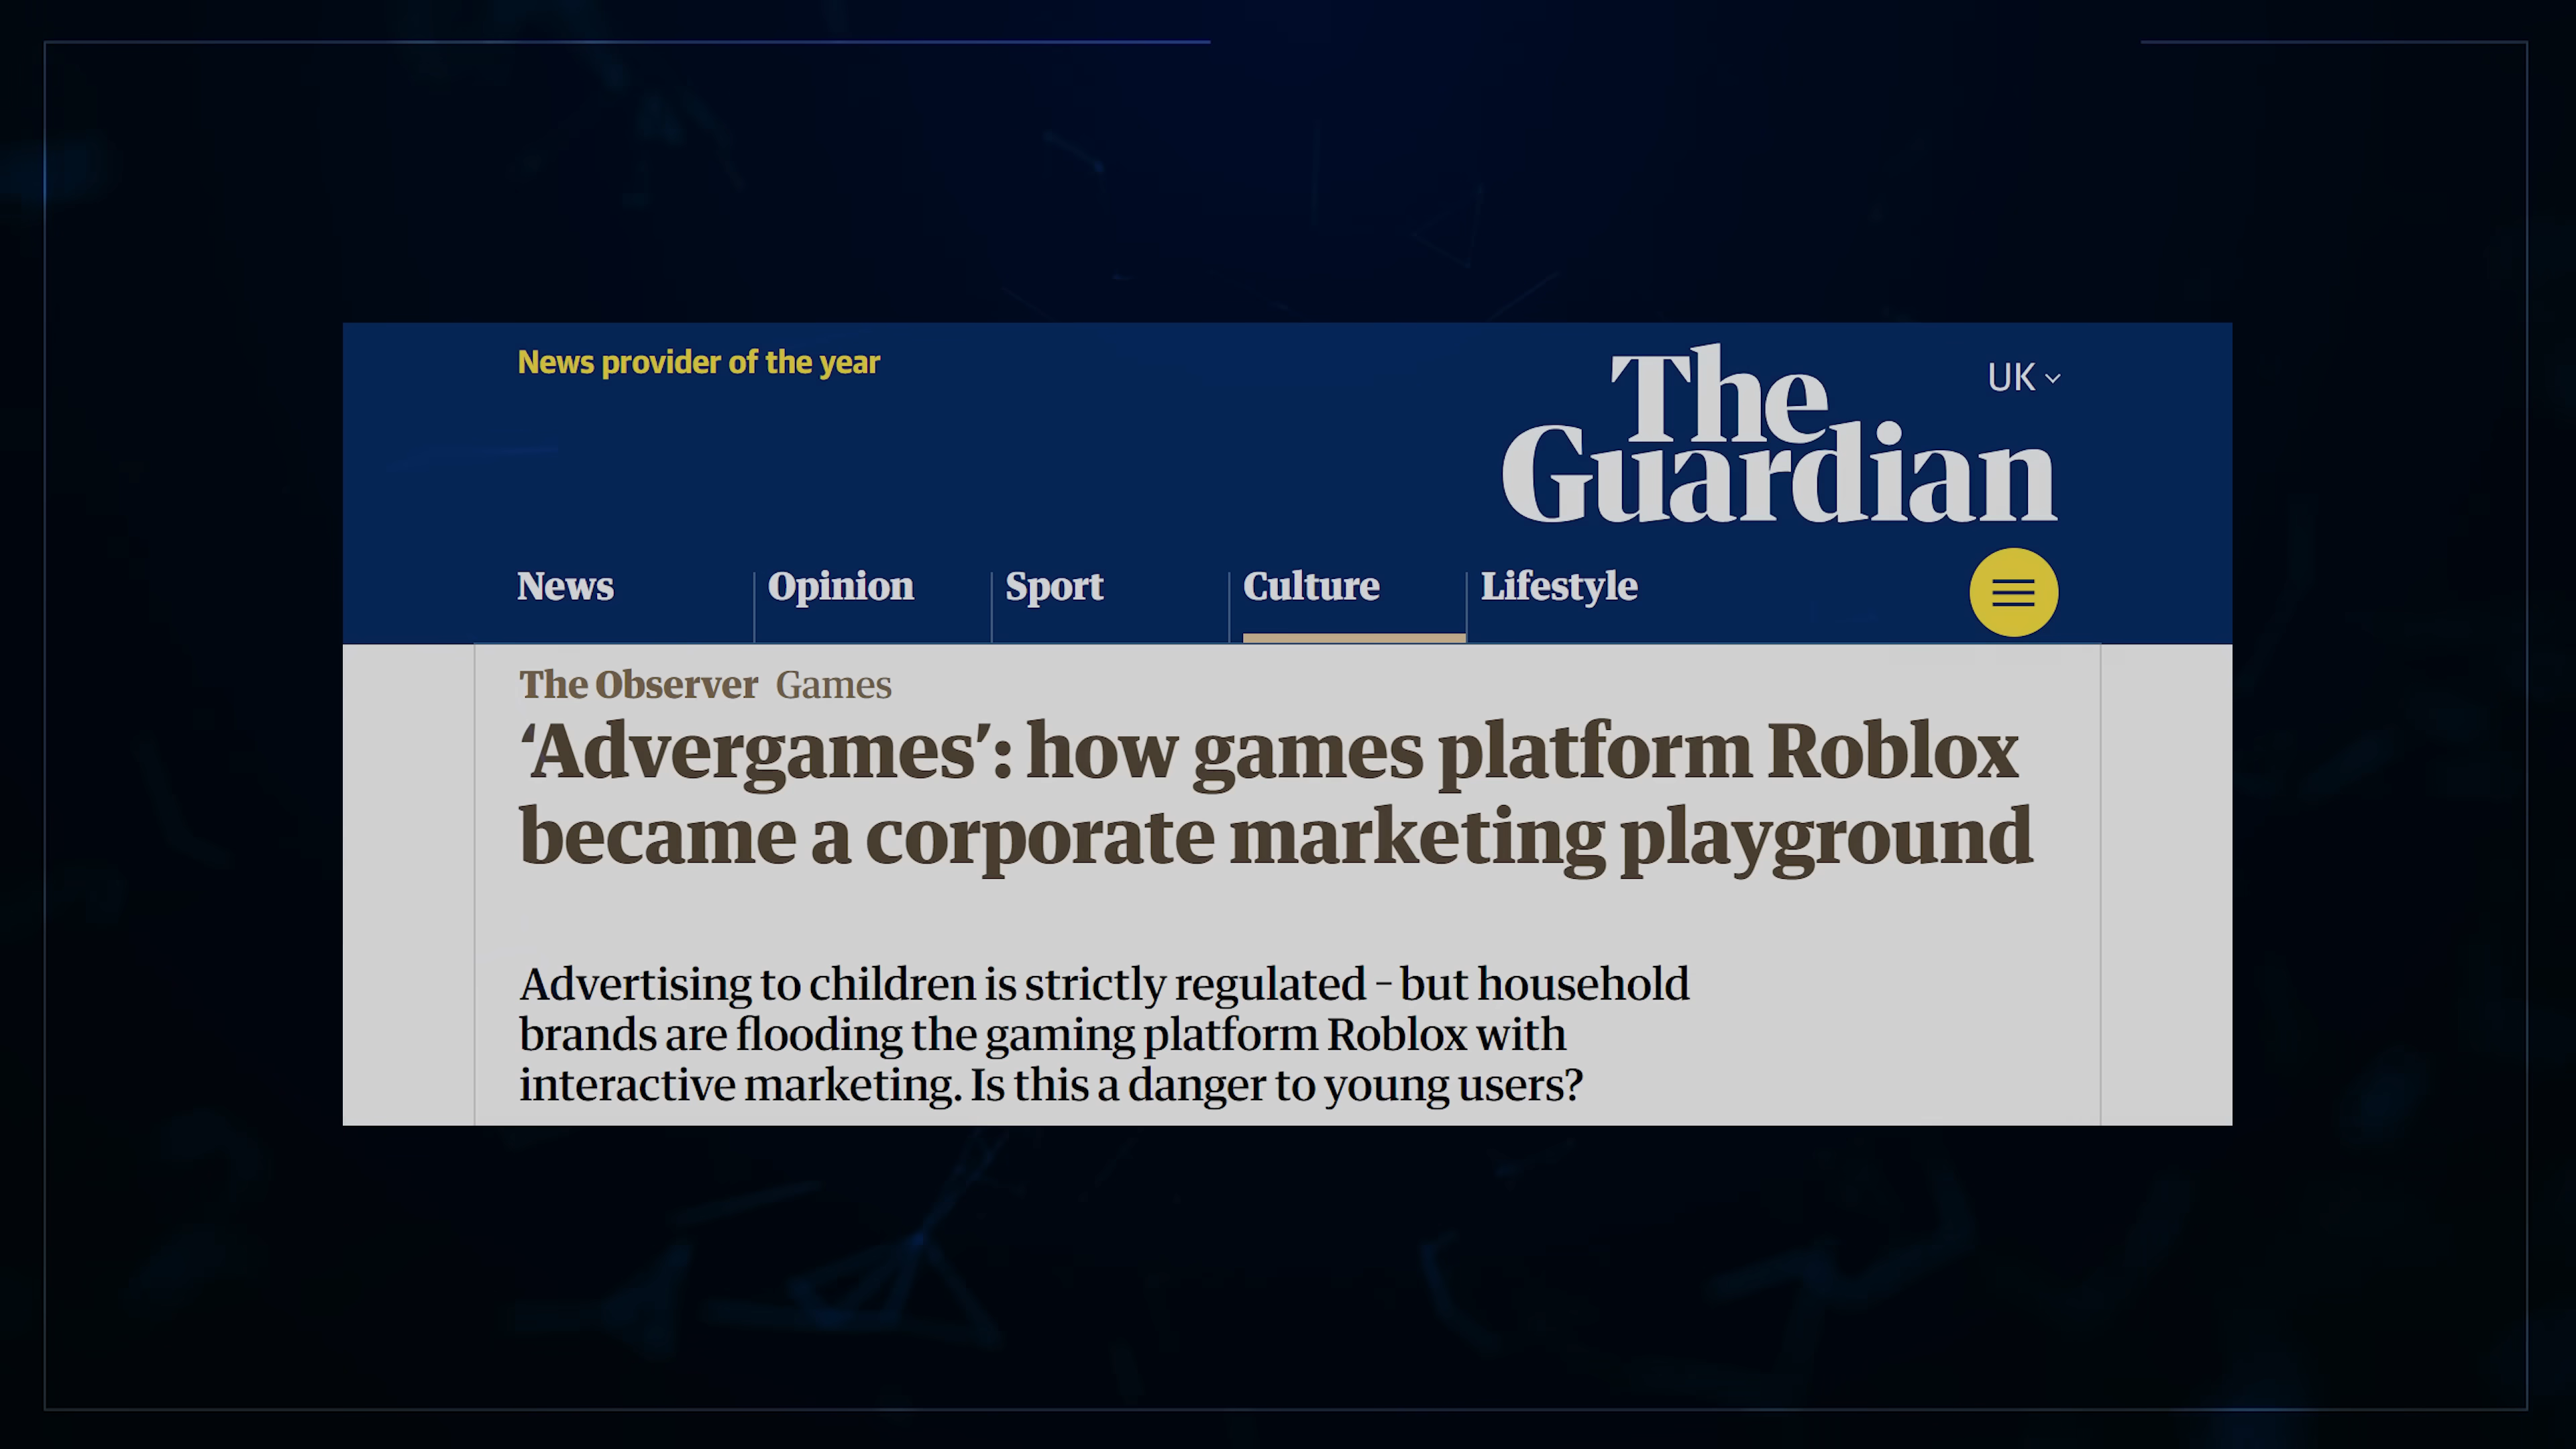 News provider of the year
The
Guardian
UK
News
Opinion
Sport
Culture
Lifestyle
The Observer Games
‘Advergames’: how games platform Roblox
became a corporate marketing playground
Advertising to children is strictly regulated – but household
brands are flooding the gaming platform Roblox with
interactive marketing. Is this a danger to young users?